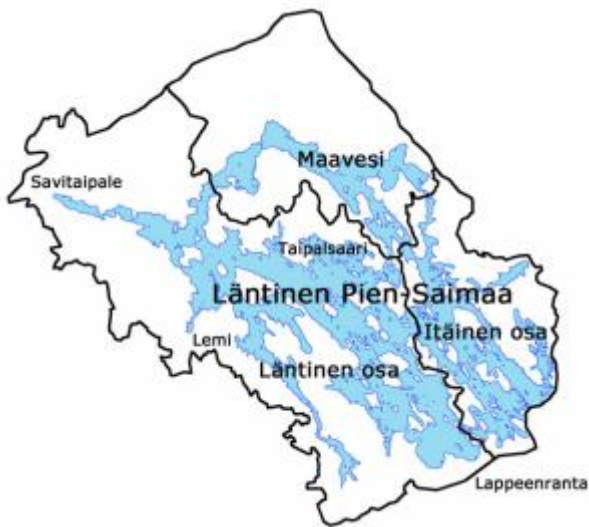 Maavesi
Savitaipale
Taipalsaari
Läntinen Pien-Saimaa
Itäinen osa
Lemi
Läntinen osa
Lappeenranta